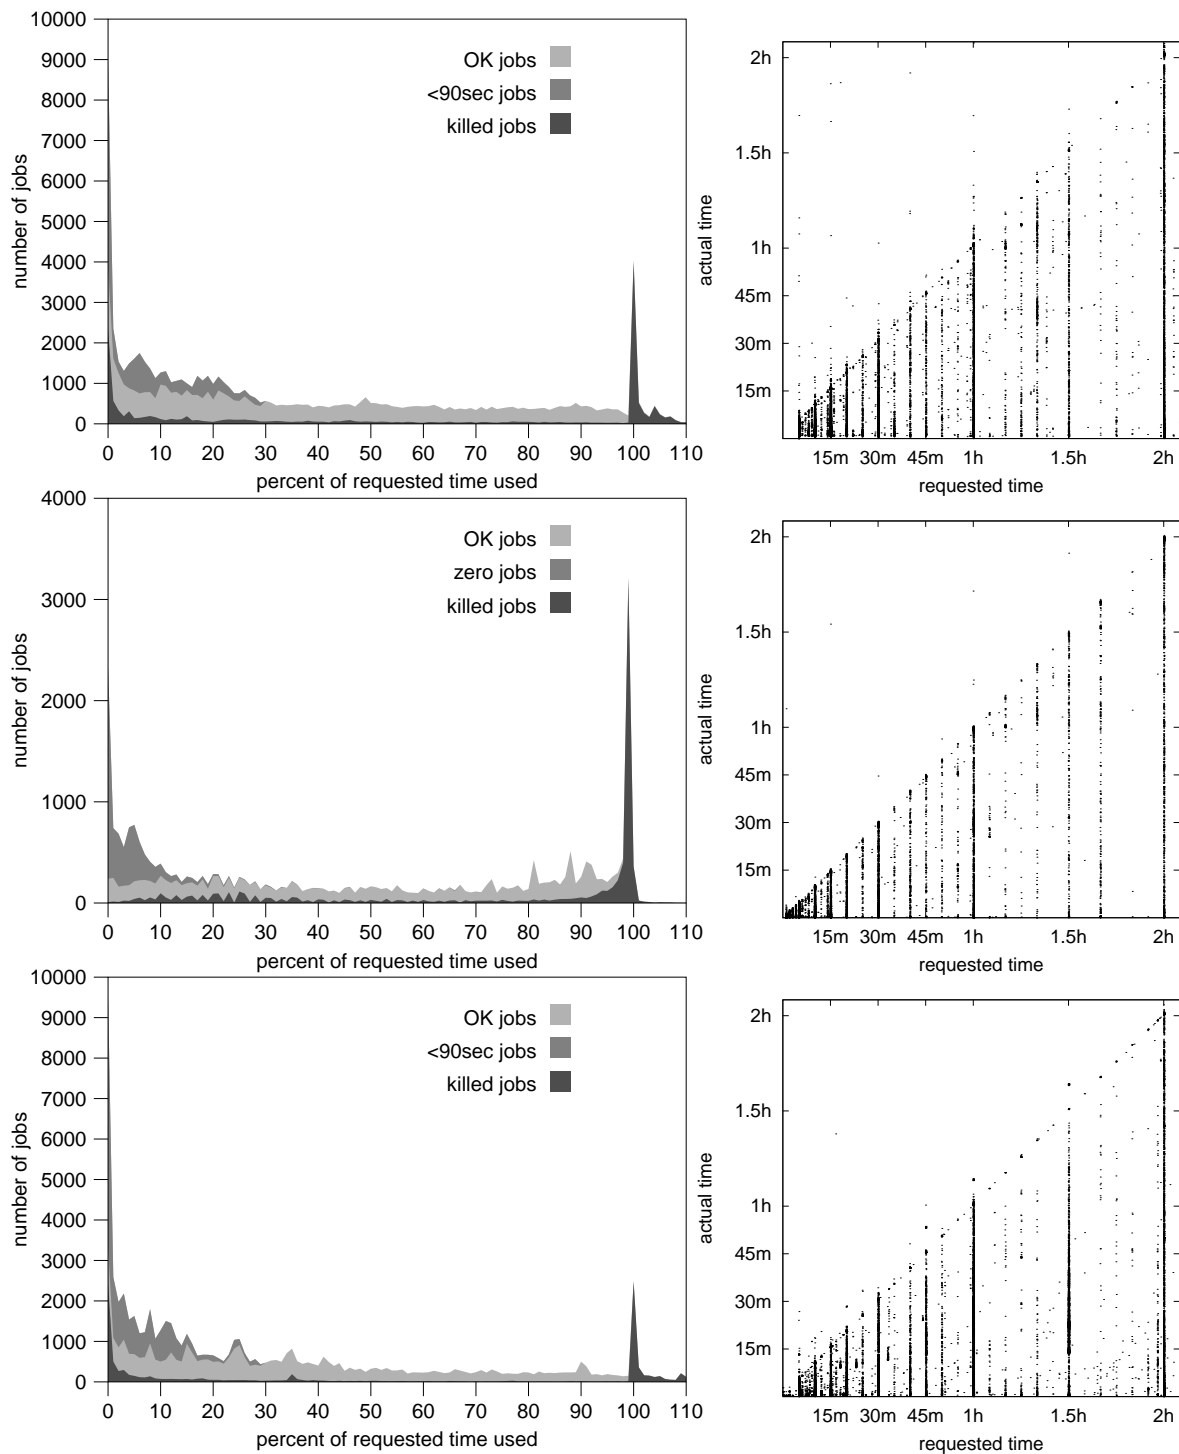 10000
9000
8000
7000
6000
5000
4000
3000
2000
1000
0
number of jobs
OK jobs
<90sec jobs
killed jobs
0 10 20 30 40 50 60 70 80 90 100 110
percent of requested time used
2h
1.5h
1h
45m
30m
15m
actual time
15m 30m 45m 1h 1.5h 2h
requested time
4000
3000
2000
1000
0
number of jobs
OK jobs
zero jobs
killed jobs
0 10 20 30 40 50 60 70 80 90 100 110
percent of requested time used
2h
1.5h
1h
45m
30m
15m
actual time
15m 30m 45m 1h 1.5h 2h
requested time
10000
9000
8000
7000
6000
5000
4000
3000
2000
1000
0
number of jobs
OK jobs
<90sec jobs
killed jobs
0 10 20 30 40 50 60 70 80 90 100 110
percent of requested time used
2h
1.5h
1h
45m
30m
15m
actual time
15m 30m 45m 1h 1.5h 2h
requested time